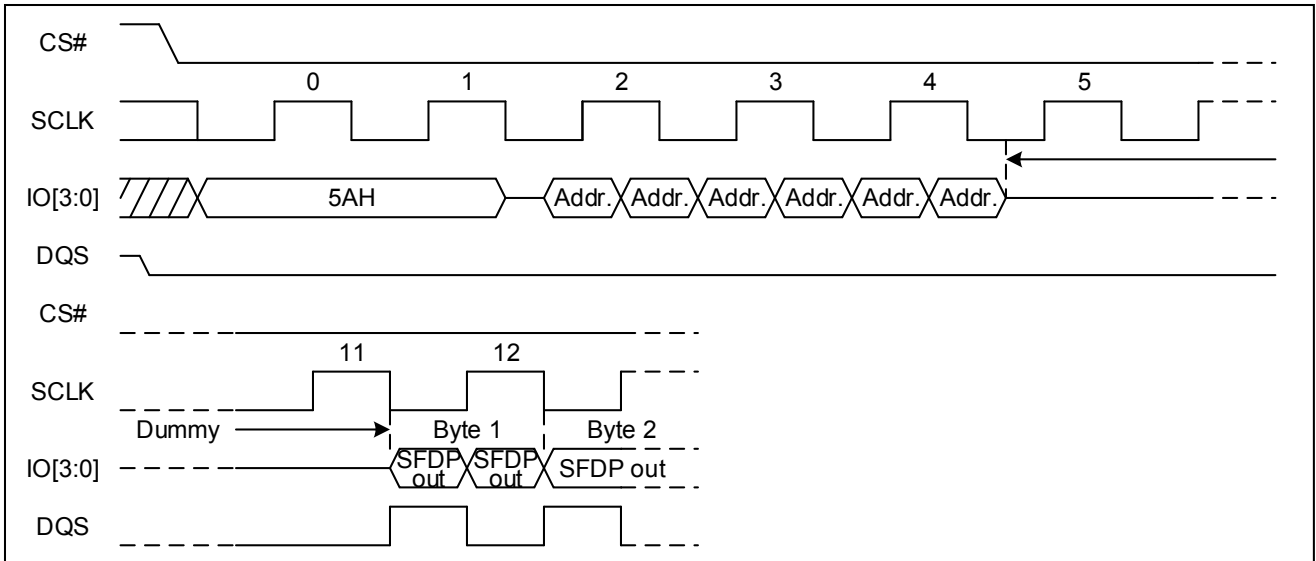 CS#
0 1 2 3 4 5
SCLK
IO[3:0] 5AH Addr. Addr. Addr. Addr. Addr. Addr.
DQS
CS#
11 12
SCLK
Dummy Byte 1 Byte 2
IO[3:0] SFDP out SFDP out SFDP out
DQS